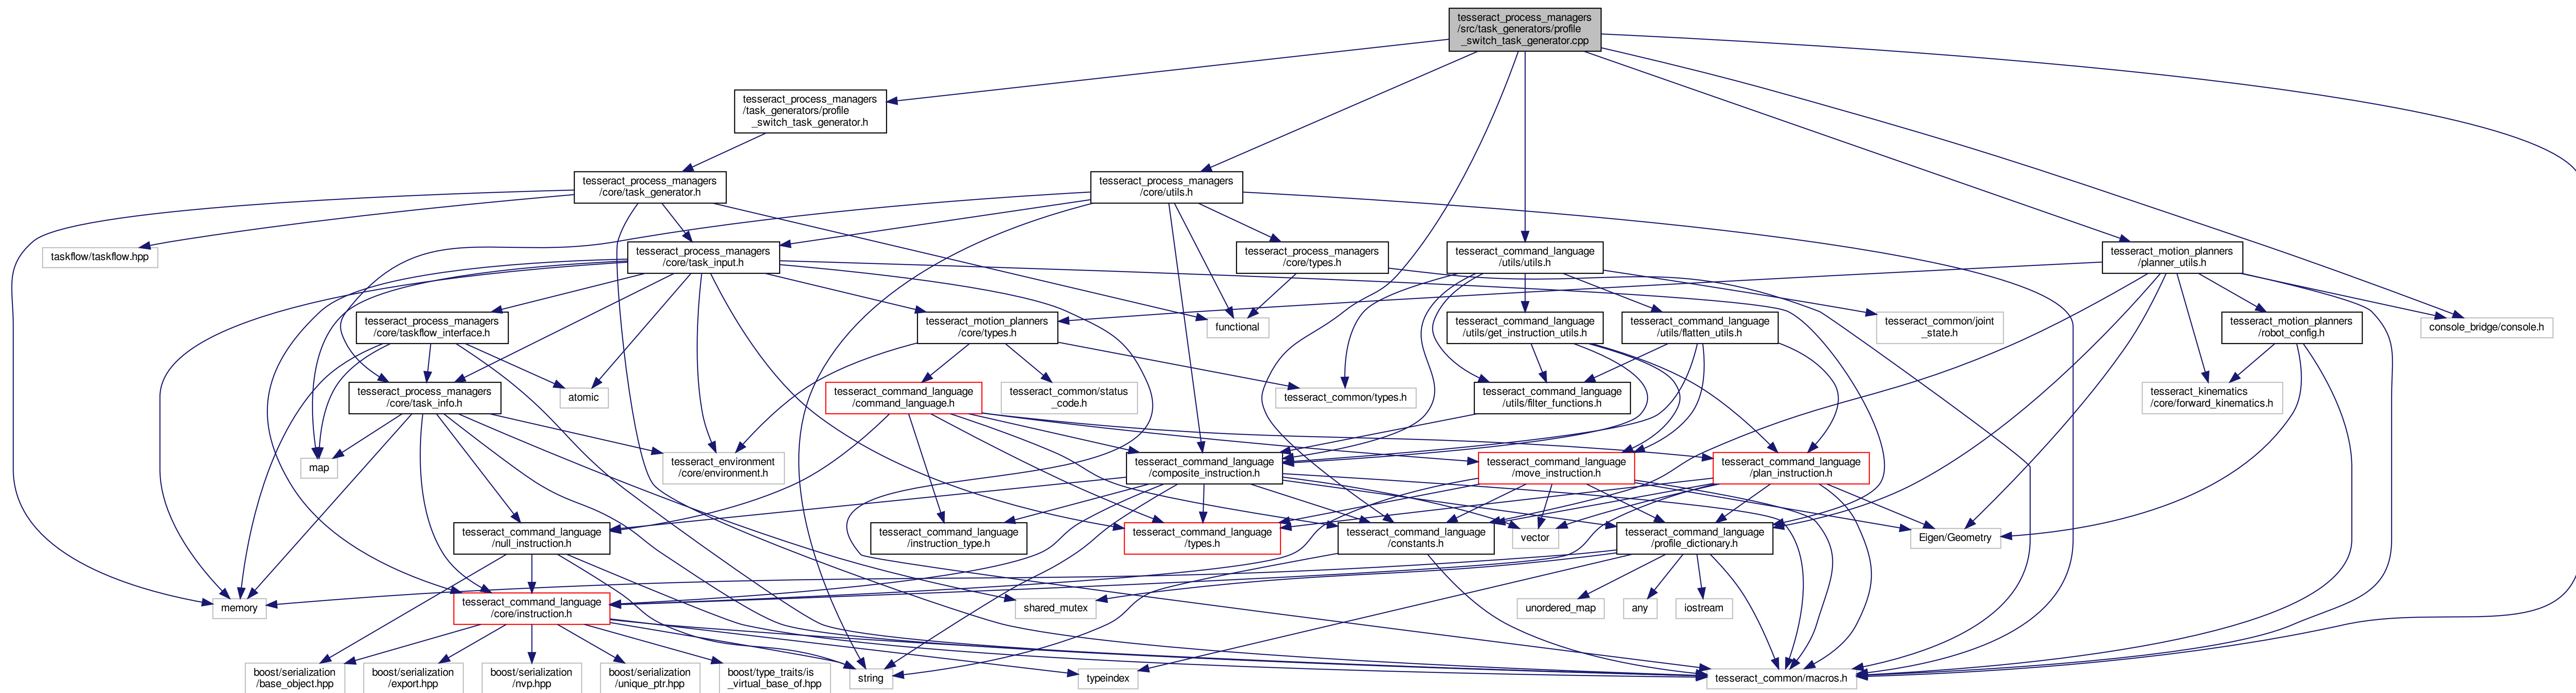 tesseract_process_managers
/src/task_generators/profile
_switch_task_generator.cpp
tesseract_process_managers
/task_generators/profile
_switch_task_generator.h
tesseract_process_managers
/core/task_generator.h
tesseract_process_managers
/core/utils.h
taskflow/taskflow.hpp
tesseract_process_managers
/core/task_input.h
tesseract_process_managers
/core/types.h
tesseract_command_language
/utils/utils.h
tesseract_motion_planners
/planner_utils.h
tesseract_process_managers
/core/taskflow_interface.h
tesseract_motion_planners
/core/types.h
functional
tesseract_command_language
/utils/get_instruction_utils.h
tesseract_command_language
/utils/flatten_utils.h
tesseract_common/joint
_state.h
tesseract_motion_planners
/robot_config.h
console_bridge/console.h
tesseract_process_managers
/core/task_info.h
atomic
tesseract_command_language
/command_language.h
tesseract_common/status
_code.h
tesseract_common/types.h
tesseract_command_language
/utils/filter_functions.h
tesseract_kinematics
/core/forward_kinematics.h
map
tesseract_environment
/core/environment.h
tesseract_command_language
/composite_instruction.h
tesseract_command_language
/move_instruction.h
tesseract_command_language
/plan_instruction.h
tesseract_command_language
/null_instruction.h
tesseract_command_language
/instruction_type.h
tesseract_command_language
/types.h
tesseract_command_language
/constants.h
vector
tesseract_command_language
/profile_dictionary.h
Eigen/Geometry
memory
tesseract_command_language
/core/instruction.h
shared_mutex
unordered_map
any
iostream
boost/serialization
/base_object.hpp
boost/serialization
/export.hpp
boost/serialization
/nvp.hpp
boost/serialization
/unique_ptr.hpp
boost/type_traits/is
_virtual_base_of.hpp
string
typeindex
tesseract_common/macros.h